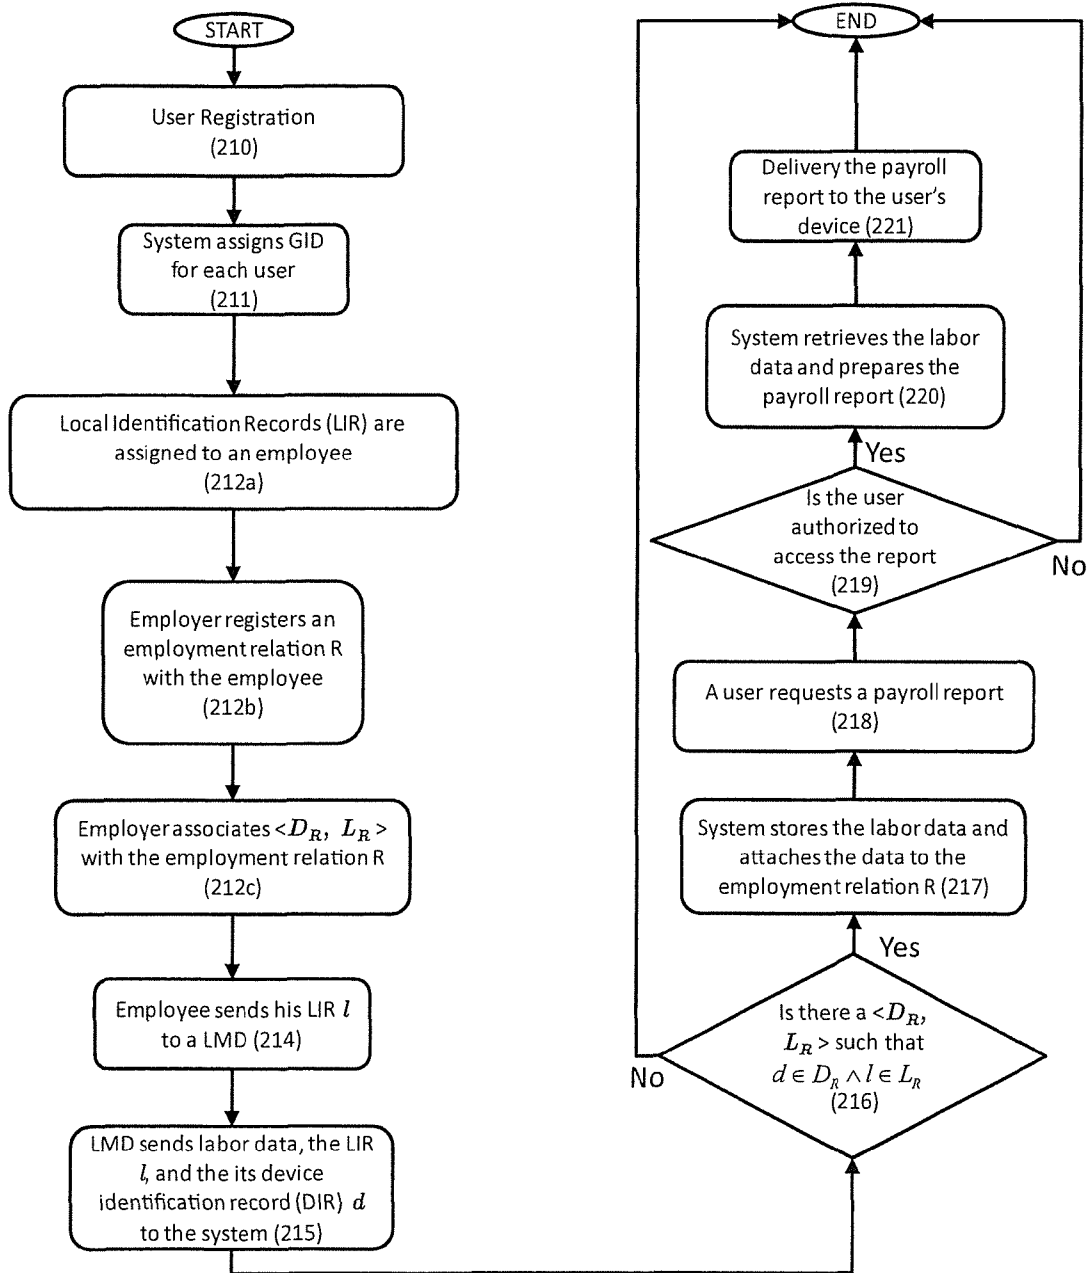 START
User Registration
(210)
System assigns GID
for each user
(211)
Local Identification Records (LIR) are
assigned to an employee
(212a)
Employer registers an
employment relation R
with the employee
(212b)
Employer associates <D_R, L_R>
with the employment relation R
(212c)
Employee sends his LIR l
to a LMD (214)
LMD sends labor data, the LIR
l, and the its device
identification record (DIR) d
to the system (215)
END
Delivery the payroll
report to the user's
device (221)
System retrieves the labor
data and prepares the
payroll report (220)
Yes
Is the user
authorized to
access the report
(219)
No
A user requests a payroll report
(218)
System stores the labor data and
attaches the data to the
employment relation R (217)
Yes
Is there a <D_R,
L_R> such that
d ∈ D_R ∧ l ∈ L_R
(216)
No